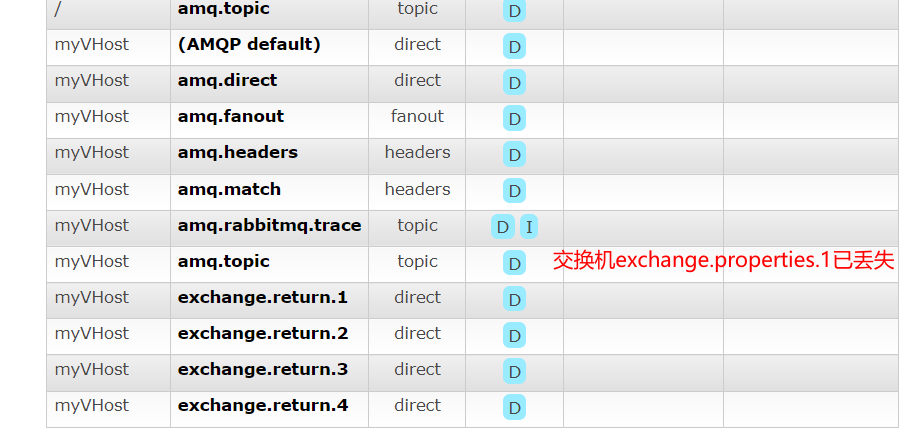 / amq.topic topic D
myVHost (AMQP default) direct D
myVHost amq.direct direct D
myVHost amq.fanout fanout D
myVHost amq.headers headers D
myVHost amq.match headers D
myVHost amq.rabbitmq.trace topic D I
myVHost amq.topic topic D 交换机exchange.properties.1已丢失
myVHost exchange.return.1 direct D
myVHost exchange.return.2 direct D
myVHost exchange.return.3 direct D
myVHost exchange.return.4 direct D